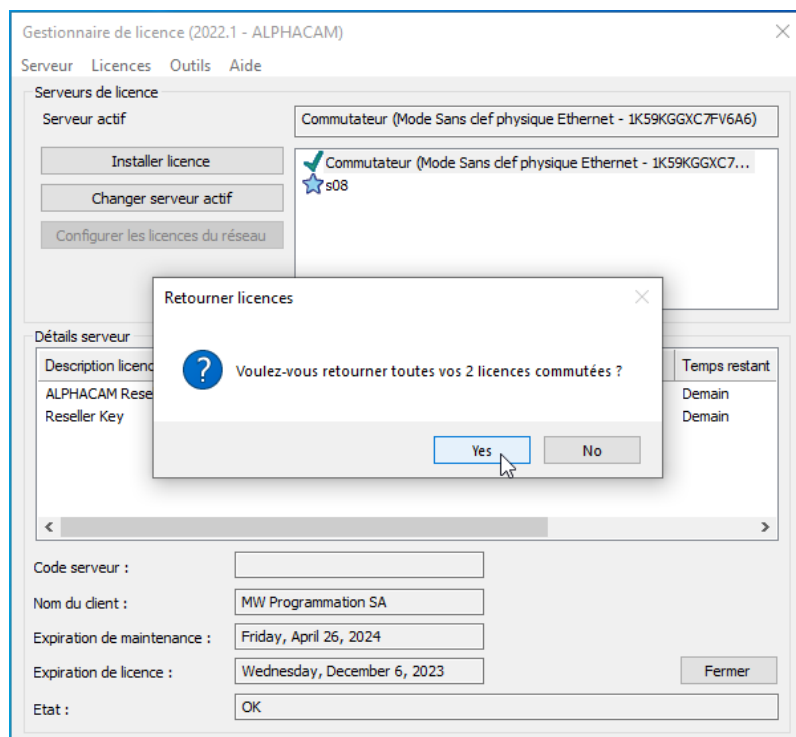 Gestionnaire de licence (2022.1 - ALPHACAM)
Serveur Licences Outils Aide
Serveurs de licence
Serveur actif
Commutateur (Mode Sans clef physique Ethernet - 1K59KGGXC7FV6A6)
Installer licence
Commutateur (Mode Sans clef physique Ethernet - 1K59KGGXC7...
Changer serveur actif
s08
Configurer les licences du réseau
Retourner licences
Voulez-vous retourner toutes vos 2 licences commutées ?
Yes
No
Détails serveur
Description licenc
Temps restant
ALPHACAM Rese
Demain
Reseller Key
Demain
Code serveur :
Nom du client :
MW Programmation SA
Expiration de maintenance :
Friday, April 26, 2024
Expiration de licence :
Wednesday, December 6, 2023
Fermer
Etat :
OK